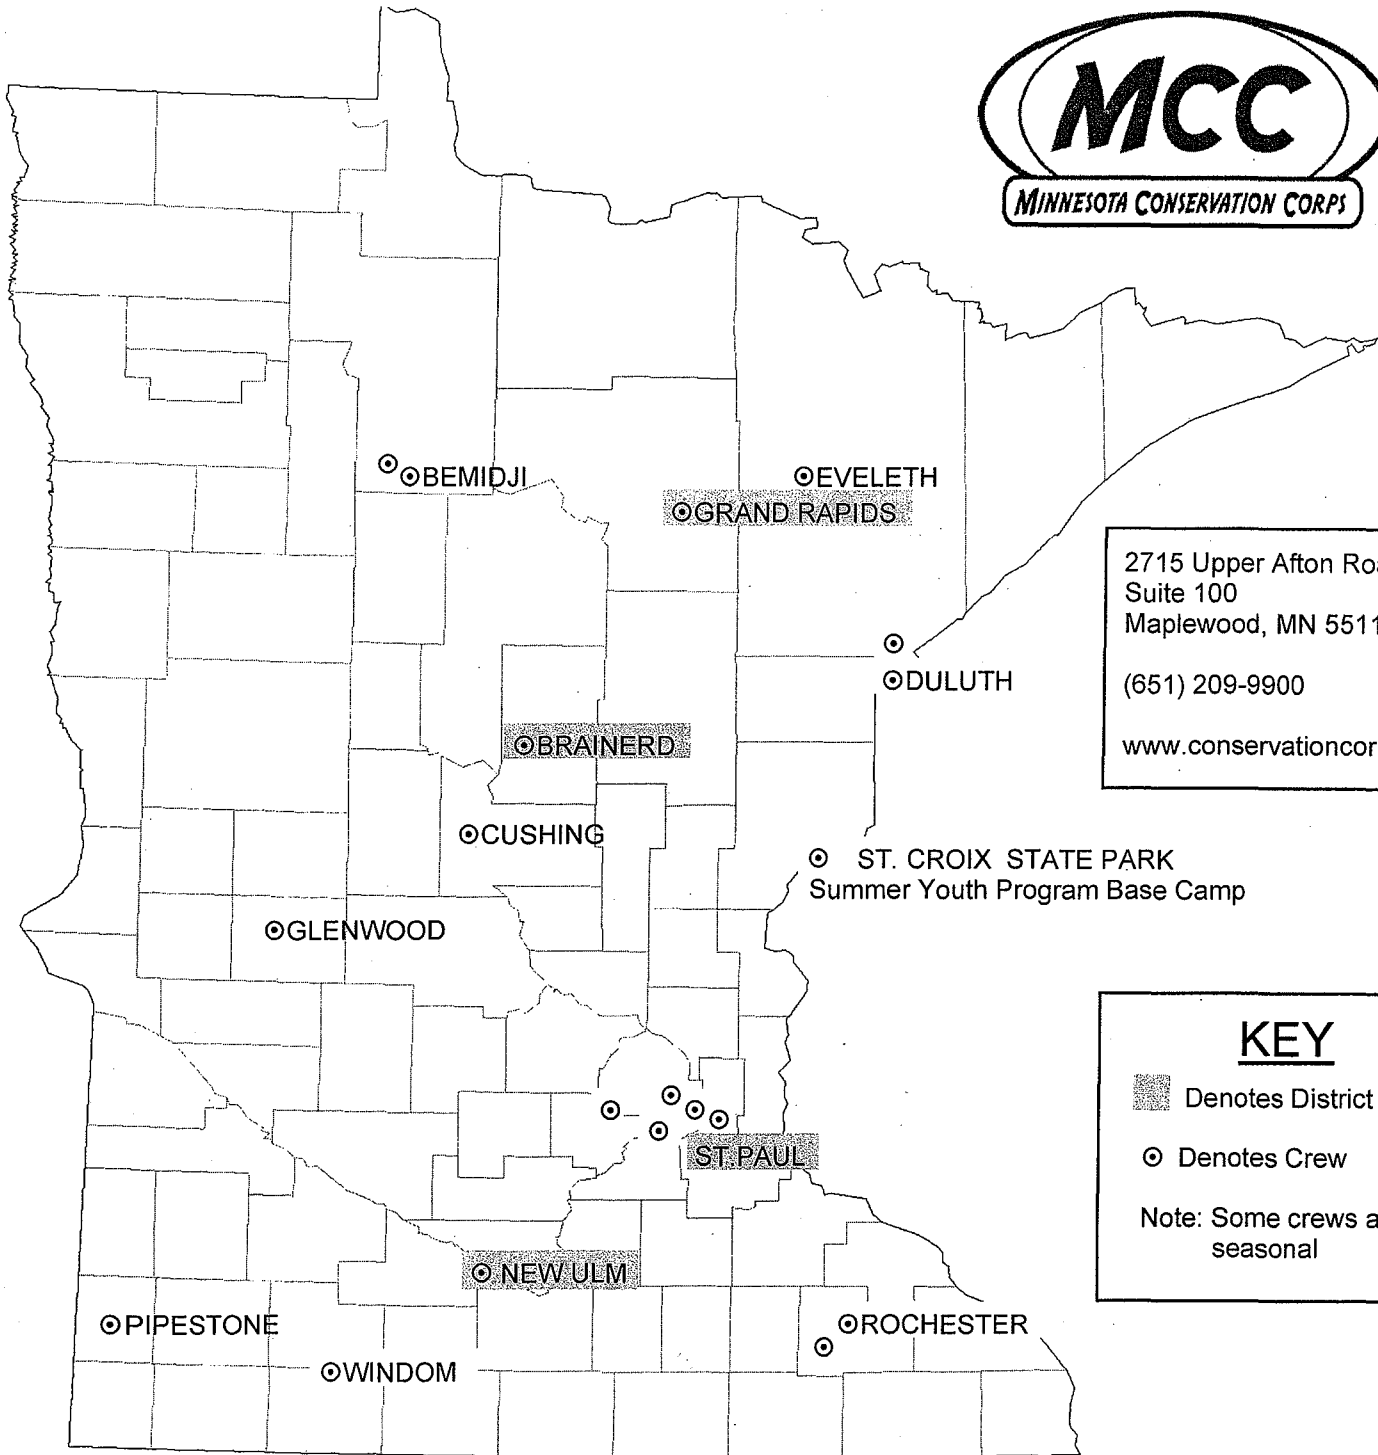 MCC
MINNESOTA CONSERVATION CORPS
BEMIDJI
EVELETH
GRAND RAPIDS
2715 Upper Afton Roa
Suite 100
Maplewood, MN 5511
(651) 209-9900
www.conservationcor
DULUTH
BRAINERD
CUSHING
ST. CROIX STATE PARK
Summer Youth Program Base Camp
GLENWOOD
KEY
Denotes District
Denotes Crew
Note: Some crews a
seasonal
ST.PAUL
NEW ULM
PIPESTONE
ROCHESTER
WINDOM